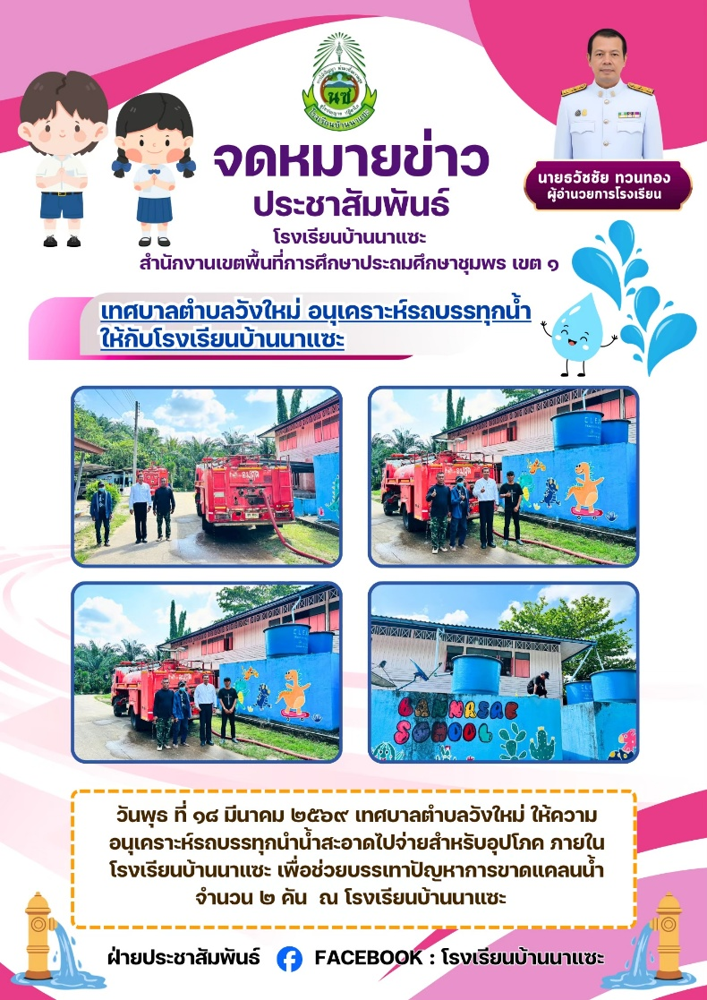 โรงเรียนบ้านนาแซะ
นช
จดหมายข่าว
ประชาสัมพันธ์
โรงเรียนบ้านนาแซะ
สำนักงานเขตพื้นที่การศึกษาประถมศึกษาชุมพร เขต ๑
นายธวัชชัย ทวนทอง
ผู้อำนวยการโรงเรียน
เทศบาลตำบลวังใหม่ อนุเคราะห์รถบรรทุกน้ำ
ให้กับโรงเรียนบ้านนาแซะ
BANNASAE
SCHOOL
วันพุธ ที่ ๑๘ มีนาคม ๒๕๖๙ เทศบาลตำบลวังใหม่ ให้ความ
อนุเคราะห์รถบรรทุกนำน้ำสะอาดไปจ่ายสำหรับอุปโภค ภายใน
โรงเรียนบ้านนาแซะ เพื่อช่วยบรรเทาปัญหาการขาดแคลนน้ำ
จำนวน ๒ คัน ณ โรงเรียนบ้านนาแซะ
ฝ่ายประชาสัมพันธ์ FACEBOOK : โรงเรียนบ้านนาแซะ